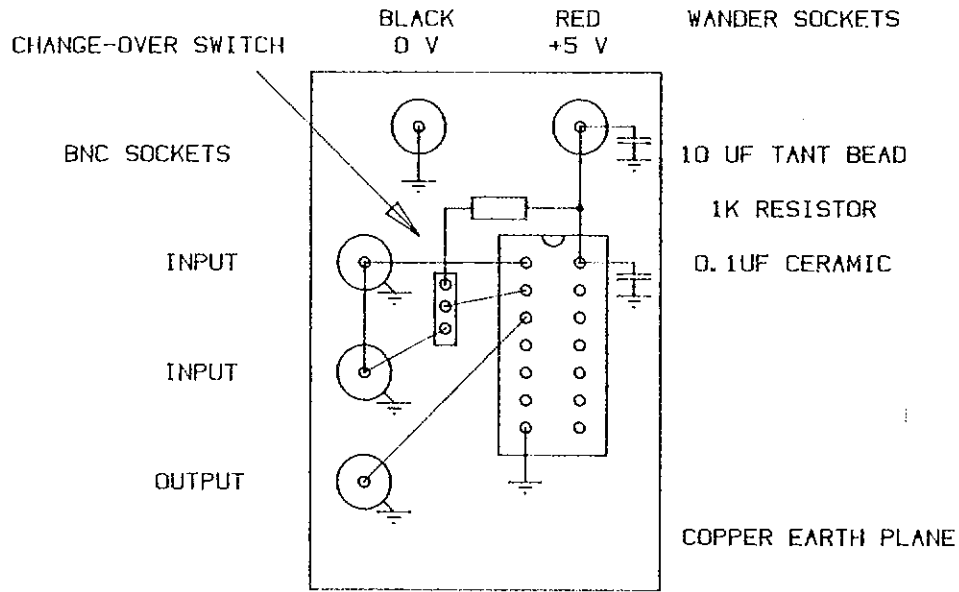 BLACK RED WANDER SOCKETS
0 V +5 V
CHANGE-OVER SWITCH
BNC SOCKETS
10 UF TANT BEAD
1K RESISTOR
INPUT
0.1UF CERAMIC
INPUT
OUTPUT
COPPER EARTH PLANE